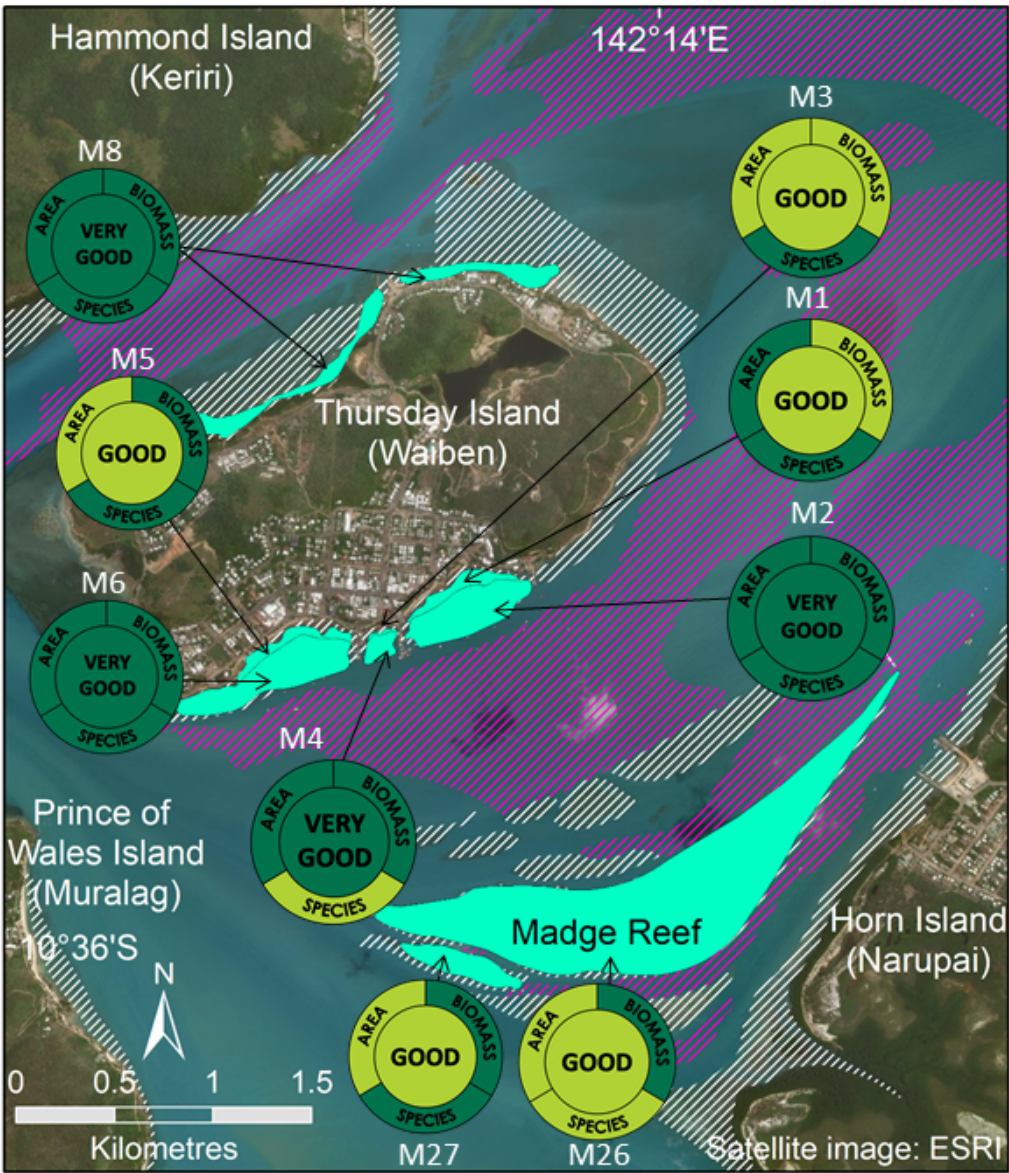 Hammond Island
(Keriri)
142°14'E
M8
AREA
BIOMASS
VERY
GOOD
SPECIES
M3
AREA
BIOMASS
GOOD
SPECIES
M5
AREA
BIOMASS
GOOD
SPECIES
M1
AREA
BIOMASS
GOOD
SPECIES
Thursday Island
(Waiben)
M6
AREA
BIOMASS
VERY
GOOD
SPECIES
M2
AREA
BIOMASS
VERY
GOOD
SPECIES
M4
AREA
BIOMASS
VERY
GOOD
SPECIES
Prince of
Wales Island
(Muralag)
10°36'S
N
Madge Reef
Horn Island
(Narupai)
AREA
BIOMASS
GOOD
SPECIES
M27
AREA
BIOMASS
GOOD
SPECIES
M26
0 0.5 1 1.5
Kilometres
Satellite image: ESRI